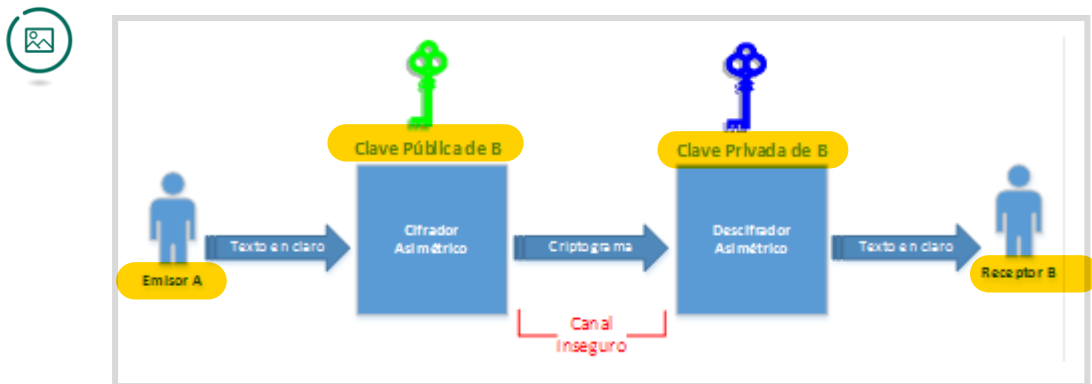 Clave Pública de B
Clave Privada de B
Cifrador
Asimétrico
Descifrador
Asimétrico
Texto en claro
Criptograma
Texto en claro
Emisor A
Receptor B
Canal
Inseguro